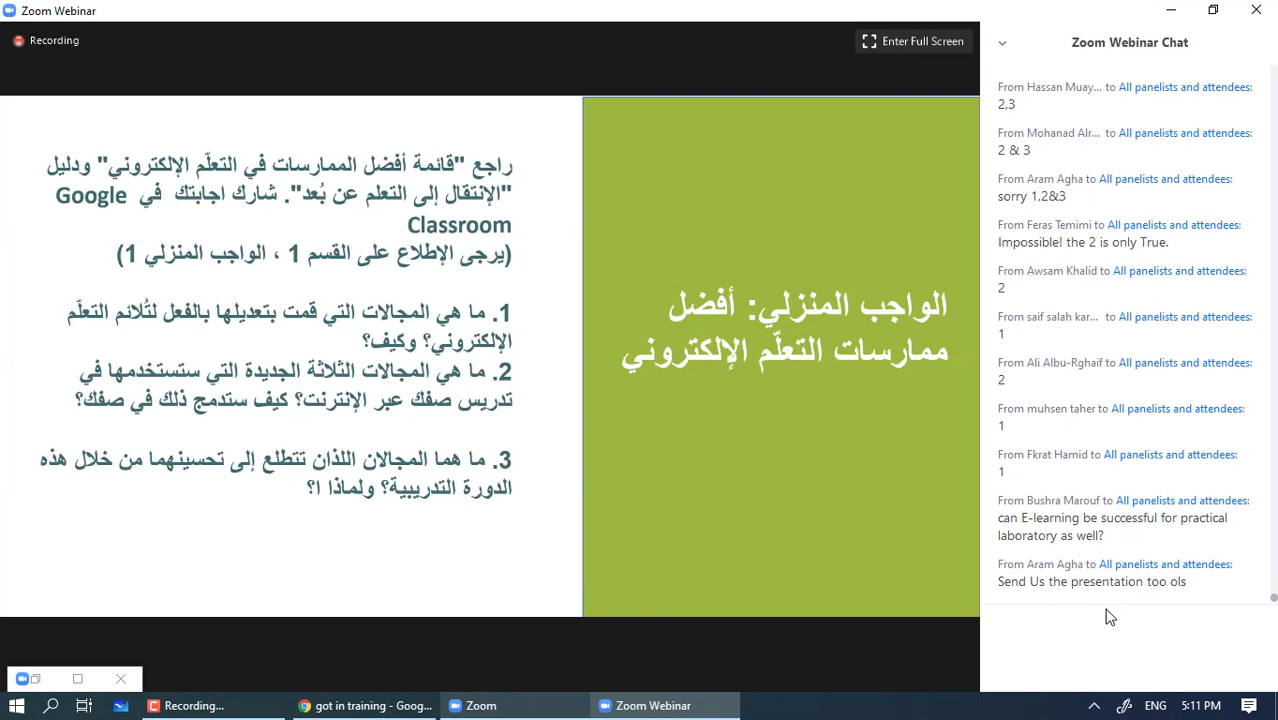 Zoom Webinar
Recording
Enter Full Screen
راجع "قائمة أفضل الممارسات في التعلّم الإلكتروني" ودليل
"الإنتقال إلى التعلم عن بُعد". شارك اجابتك في Google
Classroom
(يرجى الإطلاع على القسم 1 ، الواجب المنزلي 1)
1. ما هي المجالات التي قمت بتعديلها بالفعل لتُلائم التعلّم
الإلكتروني؟ وكيف؟
2. ما هي المجالات الثلاثة الجديدة التي ستستخدمها في
تدريس صفك عبر الإنترنت؟ كيف ستدمج ذلك في صفك؟
3. ما هما المجالان اللذان تتطلع إلى تحسينهما من خلال هذه
الدورة التدريبية؟ ولماذا ا؟
الواجب المنزلي: أفضل
ممارسات التعلّم الإلكتروني
Zoom Webinar Chat
From Hassan Muay... to All panelists and attendees:
2,3
From Mohanad Alr... to All panelists and attendees:
2 & 3
From Aram Agha to All panelists and attendees:
sorry 1,2&3
From Feras Temimi to All panelists and attendees:
Impossible! the 2 is only True.
From Awsam Khalid to All panelists and attendees:
2
From saif salah kar... to All panelists and attendees:
1
From Ali Albu-Rghaif to All panelists and attendees:
2
From muhsen taher to All panelists and attendees:
1
From Fkrat Hamid to All panelists and attendees:
1
From Bushra Marouf to All panelists and attendees:
can E-learning be successful for practical
laboratory as well?
From Aram Agha to All panelists and attendees:
Send Us the presentation too ols
Recording...
got in training - Goog...
Zoom
Zoom Webinar
ENG
5:11 PM